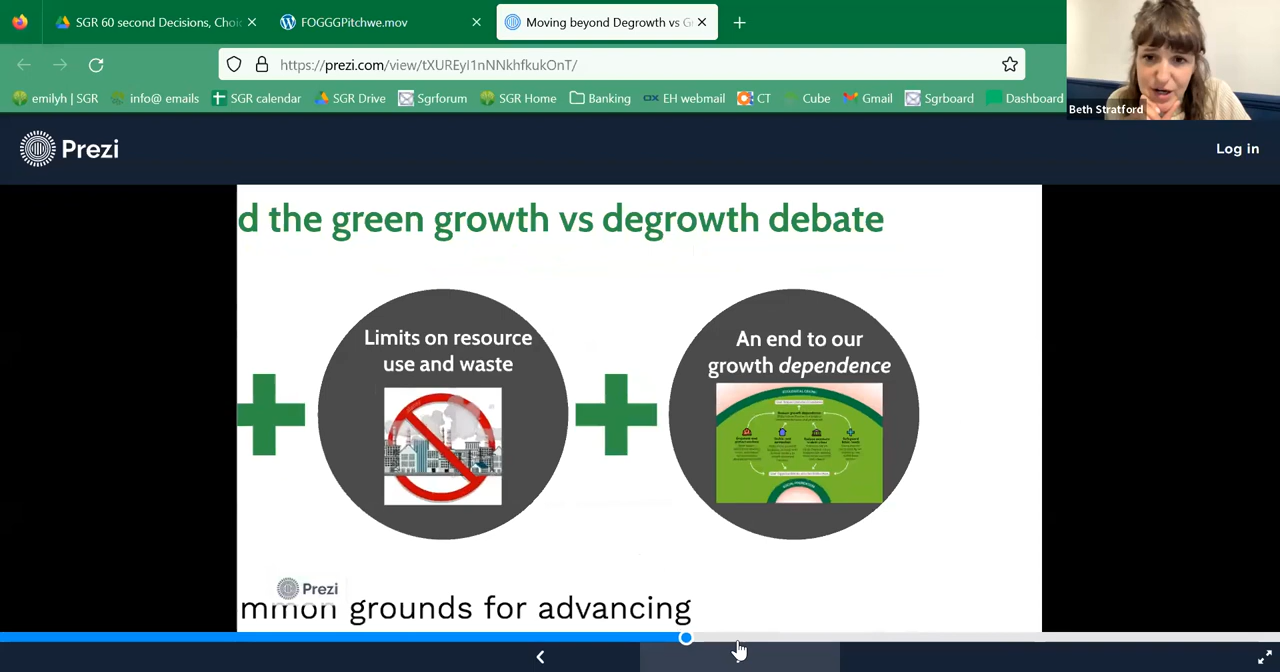 SGR 60 second Decisions, Choi
FOGGGPitchwe.mov
Moving beyond Degrowth vs G
https://prezi.com/view/tXUREyI1nNNkhfkukOnT/
emilyh | SGR
info@ emails
SGR calendar
SGR Drive
Sgrforum
SGR Home
Banking
EH webmail
CT
Cube
Gmail
Sgrboard
Dashboard
Beth Stratford
Prezi
Log in
d the green growth vs degrowth debate
Limits on resource
use and waste
An end to our
growth dependence
Prezi
mmon grounds for advancing